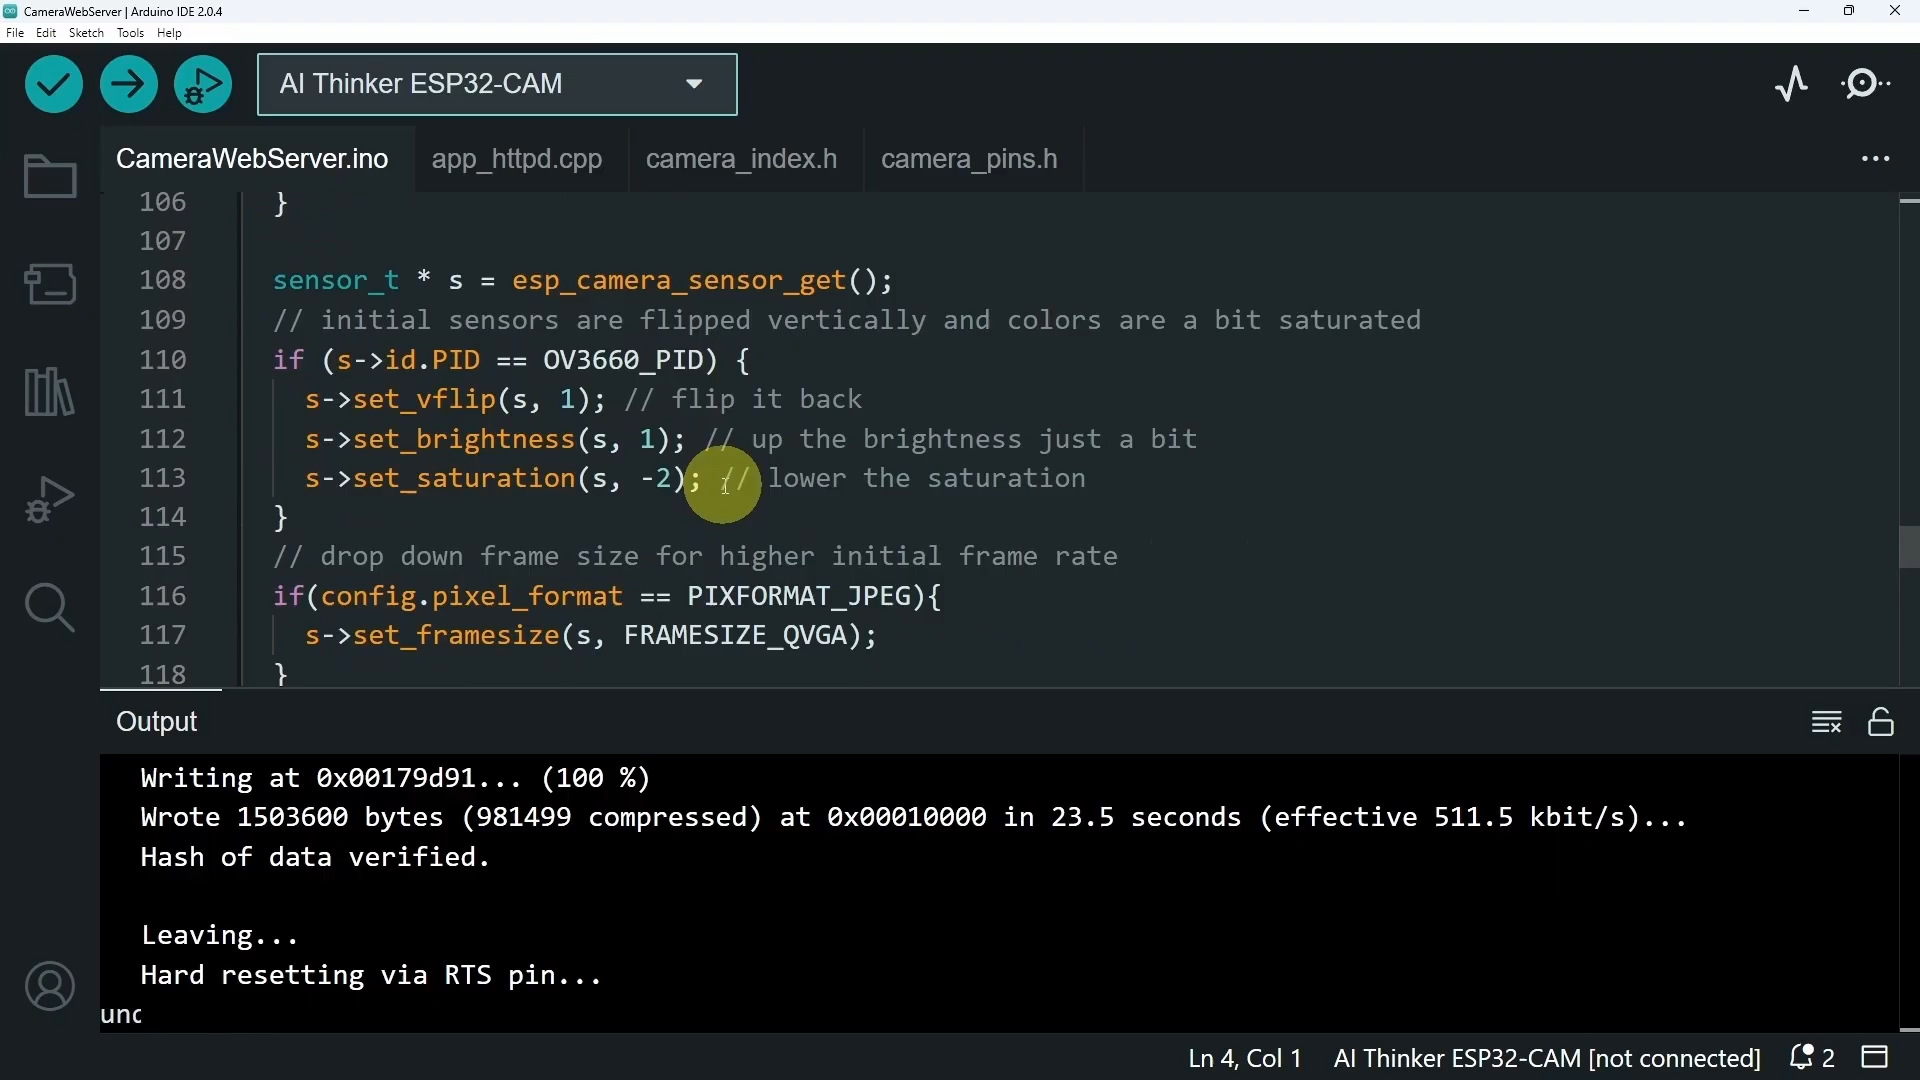 CameraWebServer | Arduino IDE 2.0.4
File Edit Sketch Tools Help
AI Thinker ESP32-CAM
CameraWebServer.ino app_httpd.cpp camera_index.h camera_pins.h
106 }
107
108 sensor_t * s = esp_camera_sensor_get();
109 // initial sensors are flipped vertically and colors are a bit saturated
110 if (s->id.PID == OV3660_PID) {
111 s->set_vflip(s, 1); // flip it back
112 s->set_brightness(s, 1); // up the brightness just a bit
113 s->set_saturation(s, -2); // lower the saturation
114 }
115 // drop down frame size for higher initial frame rate
116 if(config.pixel_format == PIXFORMAT_JPEG){
117 s->set_framesize(s, FRAMESIZE_QVGA);
118 }
Output
Writing at 0x00179d91... (100 %)
Wrote 1503600 bytes (981499 compressed) at 0x00010000 in 23.5 seconds (effective 511.5 kbit/s)...
Hash of data verified.
Leaving...
Hard resetting via RTS pin...
unc
Ln 4, Col 1 AI Thinker ESP32-CAM [not connected] 2